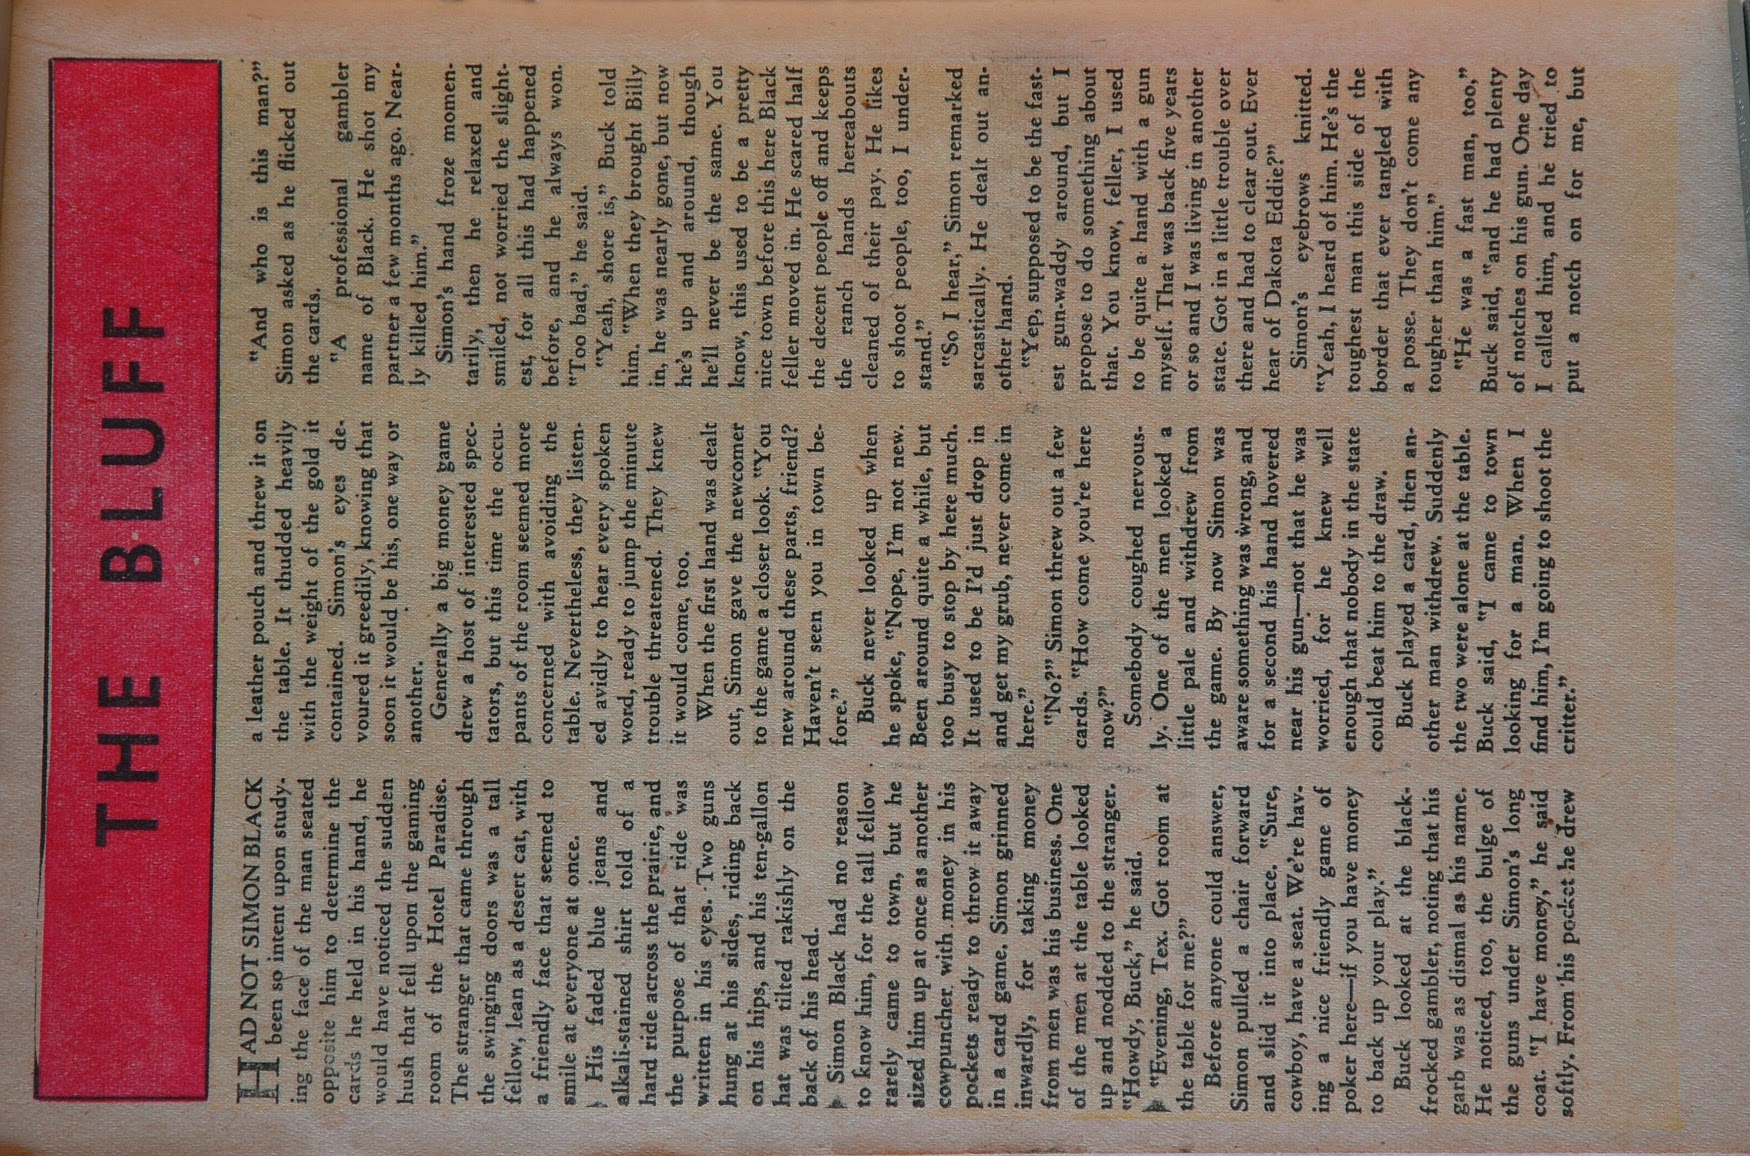 THE BLUFF
HAD NOT SIMON BLACK
been so intent upon study-
ing the face of the man seated
opposite him to determine the
cards he held in his hand, he
would have noticed the sudden
hush that fell upon the gaming
room of the Hotel Paradise.
The stranger that came through
the swinging doors was a tall
fellow, lean as a desert cat, with
a friendly face that seemed to
smile at everyone at once.
His faded blue jeans and
alkali-stained shirt told of a
hard ride across the prairie, and
the purpose of that ride was
written in his eyes. Two guns
hung at his sides, riding back
on his hips, and his ten-gallon
hat was tilted rakishly on the
back of his head.
Simon Black had no reason
to know him, for the tall fellow
rarely came to town, but he
sized him up at once as another
cowpuncher with money in his
pockets ready to throw it away
in a card game. Simon grinned
inwardly, for taking money
from men was his business. One
of the men at the table looked
up and nodded to the stranger.
"Howdy, Buck," he said.
"Evening, Tex. Got room at
the table for me?"
Before anyone could answer,
Simon pulled a chair forward
and slid it into place. "Sure,
cowboy, have a seat. We're hav-
ing a nice friendly game of
poker here—if you have money
to back up your play."
Buck looked at the black-
frocked gambler, noting that his
garb was as dismal as his name.
He noticed, too, the bulge of
the guns under Simon's long
coat. "I have money," he said
softly. From his pocket he drew
a leather pouch and threw it on
the table. It thudded heavily
with the weight of the gold it
contained. Simon's eyes de-
voured it greedily, knowing that
soon it would be his, one way or
another.
Generally a big money game
drew a host of interested spec-
tators, but this time the occu-
pants of the room seemed more
concerned with avoiding the
table. Nevertheless, they listen-
ed avidly to hear every spoken
word, ready to jump the minute
trouble threatened. They knew
it would come, too.
When the first hand was dealt
out, Simon gave the newcomer
to the game a closer look. "You
new around these parts, friend?
Haven't seen you in town be-
fore."
Buck never looked up when
he spoke, "Nope, I'm not new.
Been around quite a while, but
too busy to stop by here much.
It used to be I'd just drop in
and get my grub, never come in
here."
"No?" Simon threw out a few
cards. "How come you're here
now?"
Somebody coughed nervous-
ly. One of the men looked a
little pale and withdrew from
the game. By now Simon was
aware something was wrong, and
for a second his hand hovered
near his gun—not that he was
worried, for he knew well
enough that nobody in the state
could beat him to the draw.
Buck played a card, then an-
other man withdrew. Suddenly
the two were alone at the table.
Buck said, "I came to town
looking for a man. When I
find him, I'm going to shoot the
critter."
"And who is this man?"
Simon asked as he flicked out
the cards.
"A professional gambler
name of Black. He shot my
partner a few months ago. Near-
ly killed him."
Simon's hand froze momen-
tarily, then he relaxed and
smiled, not worried the slight-
est, for all this had happened
before, and he always won.
"Too bad," he said.
"Yeah, shore is," Buck told
him. "When they brought Billy
in, he was nearly gone, but now
he's up and around, though
he'll never be the same. You
know, this used to be a pretty
nice town before this here Black
feller moved in. He scared half
the decent people off and keeps
the ranch hands hereabouts
cleaned of their pay. He likes
to shoot people, too, I under-
stand."
"So I hear," Simon remarked
sarcastically. He dealt out an-
other hand.
"Yep, supposed to be the fast-
est gun-waddy around, but I
propose to do something about
that. You know, feller, I used
to be quite a hand with a gun
myself. That was back five years
or so and I was living in another
state. Got in a little trouble over
there and had to clear out. Ever
hear of Dakota Eddie?"
Simon's eyebrows knitted.
"Yeah, I heard of him. He's the
toughest man this side of the
border that ever tangled with
a posse. They don't come any
tougher than him."
"He was a fast man, too,"
Buck said, "and he had plenty
of notches on his gun. One day
I called him, and he tried to
put a notch on for me, but